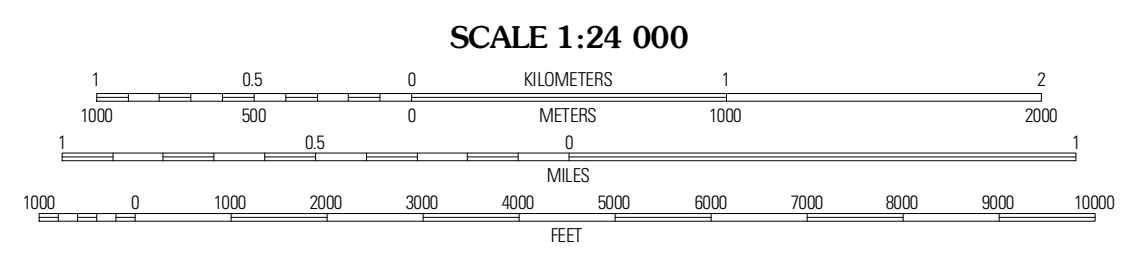 SCALE 1:24 000
1 0.5 0 KILOMETERS 1 2
1000 500 0 METERS 1000 2000
1 0.5 0 1
MILES
1000 0 1000 2000 3000 4000 5000 6000 7000 8000 9000 10000
FEET